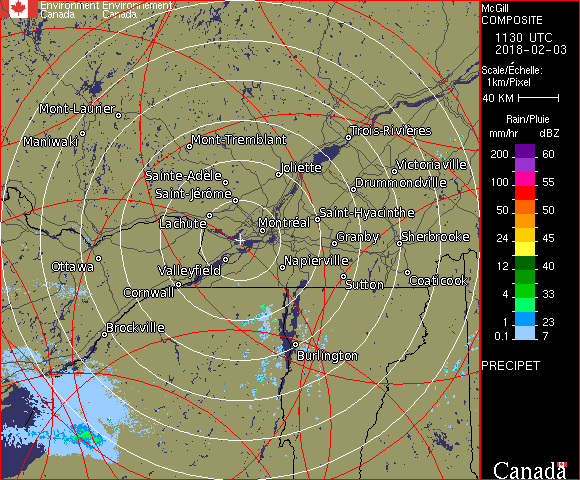 Environment Environnement
Canada Canada
McGill
COMPOSITE
1130 UTC
2018-02-03
Scale/Échelle:
1km/Pixel
40 KM
Rain/Pluie
mm/hr dBZ
200 60
100 55
50 50
24 45
12 40
4 33
1 23
0.1 7
PRECIPET
Canada
Mont-Laurier
Maniwaki
Mont-Tremblant
Trois-Rivières
Sainte-Adèle
Joliette
Victoriaville
Saint-Jérôme
Drummondville
Lachute
Montréal
Saint-Hyacinthe
Granby
Sherbrooke
Ottawa
Valleyfield
Napierville
Cornwall
Sutton
Coaticook
Brockville
Burlington